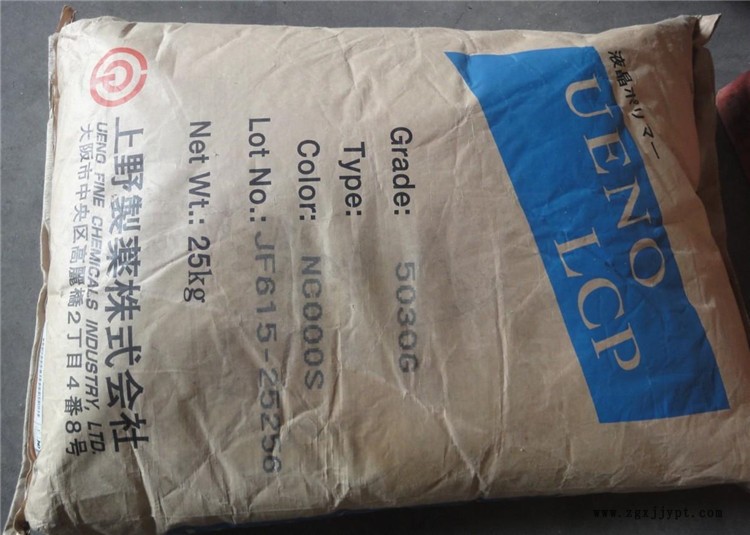 液晶ポリマー
UENO
LCP
Grade: 5030G
Type:
Color: NC000S
Lot No.: JF615-25256
Net Wt.: 25kg
上野製薬株式会社
UENO FINE CHEMICALS INDUSTRY, LTD.
大阪市中央区高麗橋2丁目4番8号
www.xgzjjypt.com